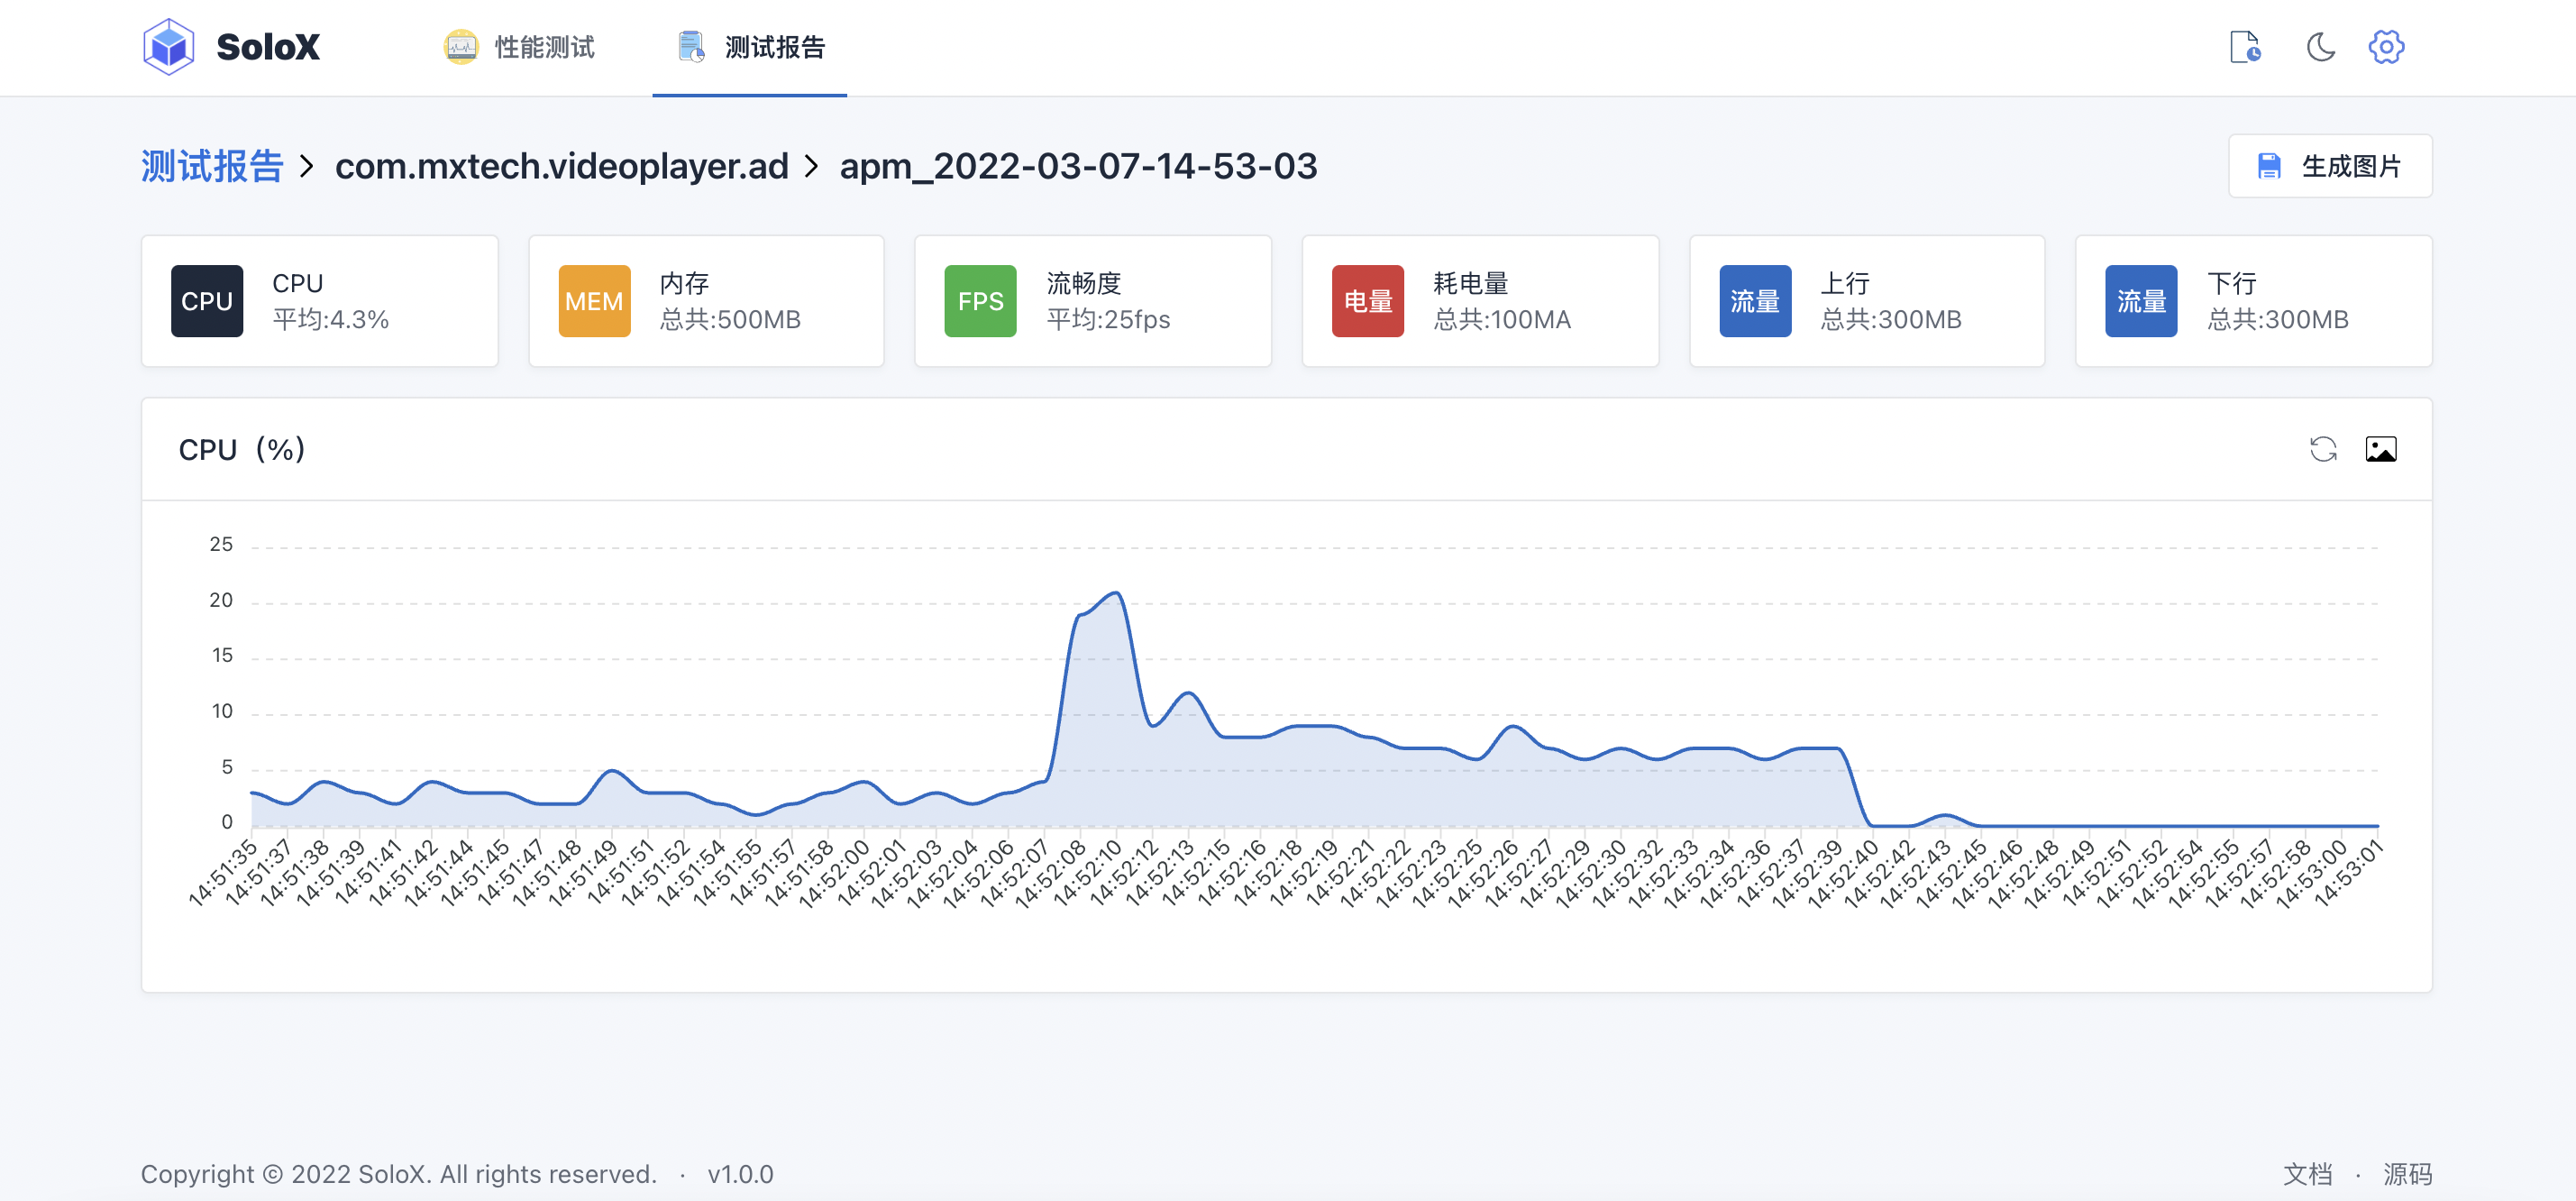 SoloX 性能测试 测试报告
测试报告 > com.mxtech.videoplayer.ad > apm_2022-03-07-14-53-03
生成图片
CPU
CPU
平均:4.3%
MEM
内存
总共:500MB
FPS
流畅度
平均:25fps
电量
耗电量
总共:100MA
流量
上行
总共:300MB
流量
下行
总共:300MB
CPU (%)
25
20
15
10
5
0
14:51:35
14:51:37
14:51:38
14:51:39
14:51:41
14:51:42
14:51:44
14:51:45
14:51:47
14:51:48
14:51:49
14:51:51
14:51:52
14:51:54
14:51:55
14:51:57
14:51:58
14:52:00
14:52:01
14:52:03
14:52:04
14:52:06
14:52:07
14:52:08
14:52:10
14:52:12
14:52:13
14:52:15
14:52:16
14:52:18
14:52:19
14:52:21
14:52:22
14:52:23
14:52:25
14:52:26
14:52:27
14:52:29
14:52:30
14:52:32
14:52:33
14:52:34
14:52:36
14:52:37
14:52:39
14:52:40
14:52:42
14:52:43
14:52:45
14:52:46
14:52:48
14:52:49
14:52:51
14:52:52
14:52:54
14:52:55
14:52:57
14:52:58
14:53:00
14:53:01
Copyright © 2022 SoloX. All rights reserved. · v1.0.0
文档 · 源码